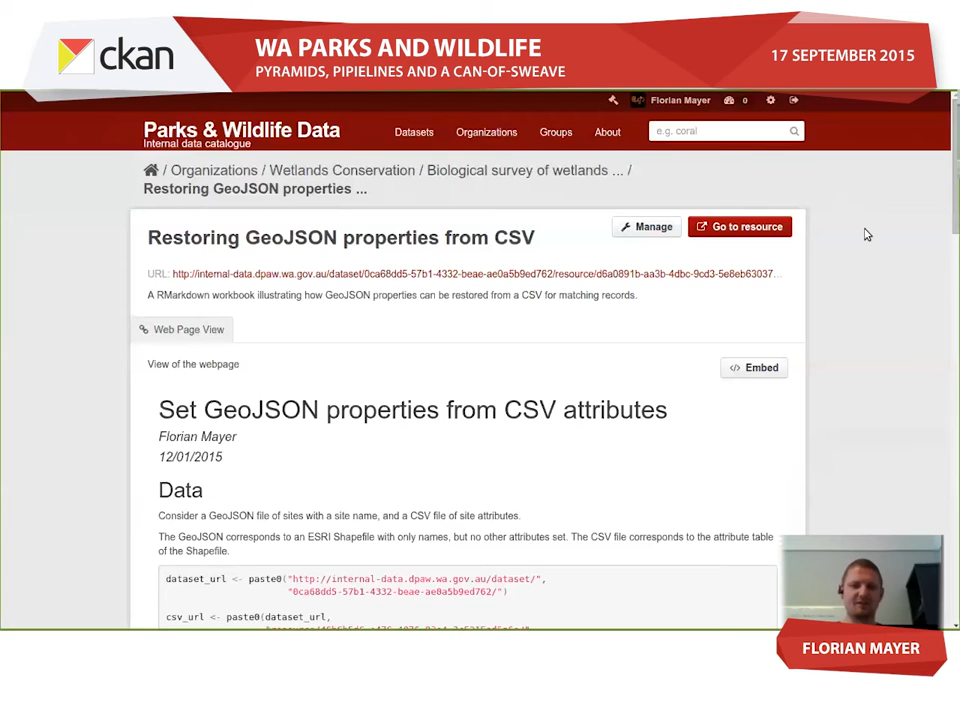 ckan
WA PARKS AND WILDLIFE
PYRAMIDS, PIPIELINES AND A CAN-OF-SWEAVE
17 SEPTEMBER 2015
Florian Mayer 0
Parks & Wildlife Data
Internal data catalogue
Datasets Organizations Groups About e.g. coral
/ Organizations / Wetlands Conservation / Biological survey of wetlands ... /
Restoring GeoJSON properties ...
Restoring GeoJSON properties from CSV
Manage
Go to resource
URL: http://internal-data.dpaw.wa.gov.au/dataset/0ca68dd5-57b1-4332-beae-ae0a5b9ed762/resource/d6a0891b-aa3b-4dbc-9cd3-5e8eb63037...
A RMarkdown workbook illustrating how GeoJSON properties can be restored from a CSV for matching records.
Web Page View
View of the webpage
</> Embed
Set GeoJSON properties from CSV attributes
Florian Mayer
12/01/2015
Data
Consider a GeoJSON file of sites with a site name, and a CSV file of site attributes.
The GeoJSON corresponds to an ESRI Shapefile with only names, but no other attributes set. The CSV file corresponds to the attribute table
of the Shapefile.
dataset_url <- paste0("http://internal-data.dpaw.wa.gov.au/dataset/",
"0ca68dd5-57b1-4332-beae-ae0a5b9ed762/")
csv_url <- paste0(dataset_url,
FLORIAN MAYER